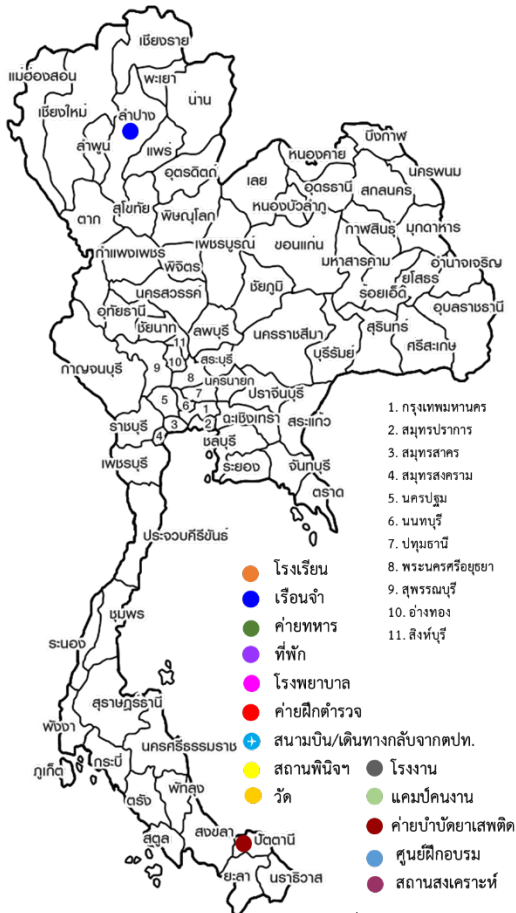 เชียงราย
แม่ฮ่องสอน
พะเยา
เชียงใหม่
น่าน
ลำปาง
ลำพูน
แพร่
บึงกาฬ
หนองคาย
อุตรดิตถ์
เลย
อุดรธานี
นครพนม
สกลนคร
หนองบัวลำภู
ตาก
สุโขทัย
พิษณุโลก
กาฬสินธุ์
มุกดาหาร
กำแพงเพชร
เพชรบูรณ์
ขอนแก่น
มหาสารคาม
อำนาจเจริญ
พิจิตร
ชัยภูมิ
ยโสธร
ร้อยเอ็ด
นครสวรรค์
อุบลราชธานี
อุทัยธานี
ชัยนาท
ลพบุรี
นครราชสีมา
สุรินทร์
บุรีรัมย์
ศรีสะเกษ
11
10
สระบุรี
กาญจนบุรี
9
8
นครนายก
7
ปราจีนบุรี
5
6
1
ฉะเชิงเทรา
สระแก้ว
ราชบุรี
3
2
4
ชลบุรี
เพชรบุรี
ระยอง
จันทบุรี
ตราด
ประจวบคีรีขันธ์
ชุมพร
ระนอง
สุราษฎร์ธานี
พังงา
นครศรีธรรมราช
ภูเก็ต
กระบี่
ตรัง
พัทลุง
สตูล
สงขลา
ปัตตานี
ยะลา
นราธิวาส
1. กรุงเทพมหานคร
2. สมุทรปราการ
3. สมุทรสาคร
4. สมุทรสงคราม
5. นครปฐม
6. นนทบุรี
7. ปทุมธานี
8. พระนครศรีอยุธยา
9. สุพรรณบุรี
10. อ่างทอง
11. สิงห์บุรี
โรงเรียน
เรือนจำ
ค่ายทหาร
ที่พัก
โรงพยาบาล
ค่ายฝึกตำรวจ
สนามบิน/เดินทางกลับจากตปท.
สถานพินิจฯ
วัด
โรงงาน
แคมป์คนงาน
ค่ายบำบัดยาเสพติด
ศูนย์ฝึกอบรม
สถานสงเคราะห์